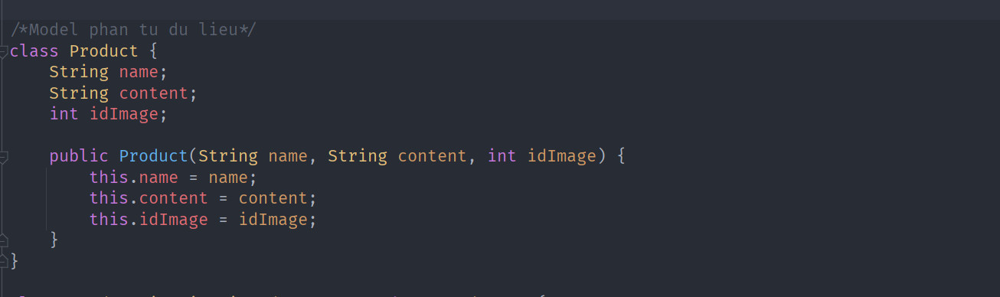 /*Model phan tu du lieu*/
class Product {
    String name;
    String content;
    int idImage;
    public Product(String name, String content, int idImage) {
        this.name = name;
        this.content = content;
        this.idImage = idImage;
    }
}